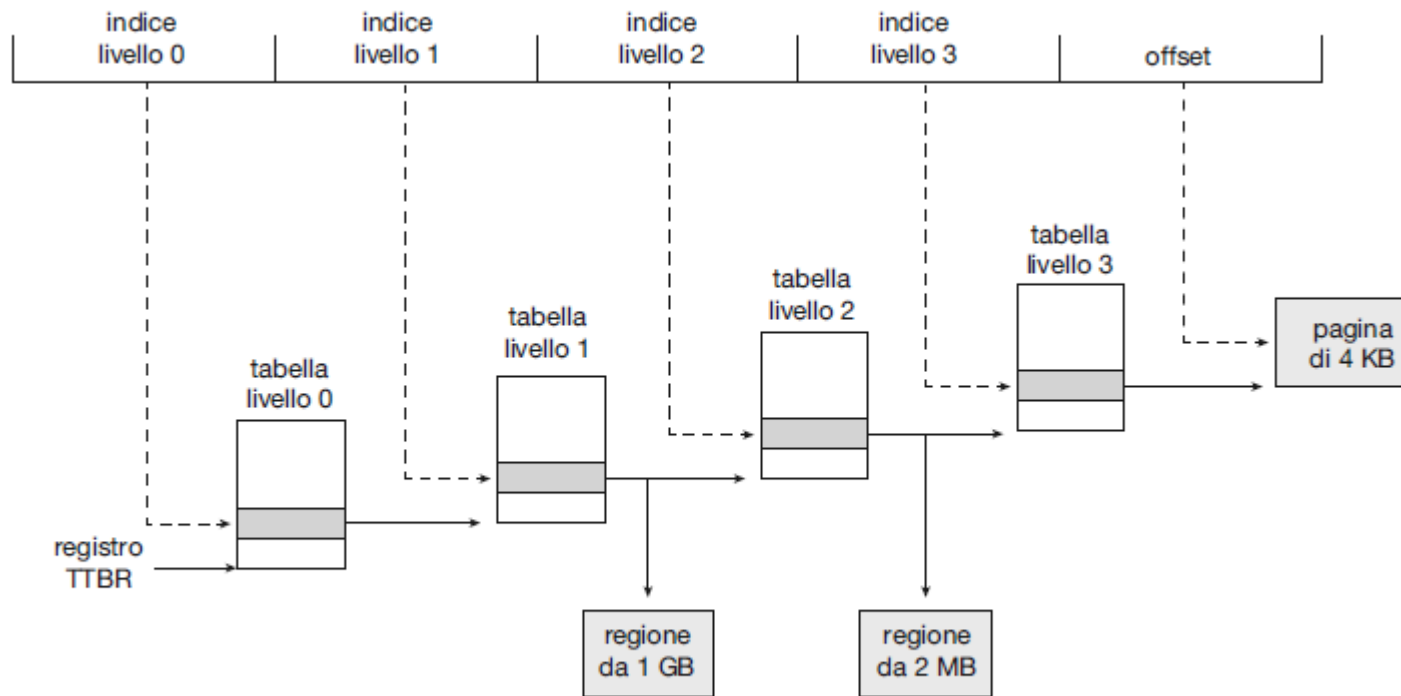 indice
livello 0
indice
livello 1
indice
livello 2
indice
livello 3
offset
tabella
livello 3
tabella
livello 2
tabella
livello 1
tabella
livello 0
pagina
di 4 KB
registro
TTBR
regione
da 1 GB
regione
da 2 MB